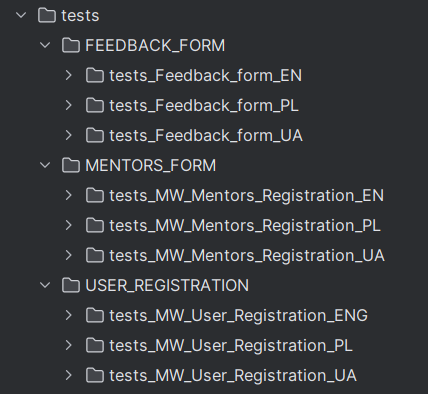 tests
FEEDBACK_FORM
tests_Feedback_form_EN
tests_Feedback_form_PL
tests_Feedback_form_UA
MENTORS_FORM
tests_MW_Mentors_Registration_EN
tests_MW_Mentors_Registration_PL
tests_MW_Mentors_Registration_UA
USER_REGISTRATION
tests_MW_User_Registration_ENG
tests_MW_User_Registration_PL
tests_MW_User_Registration_UA